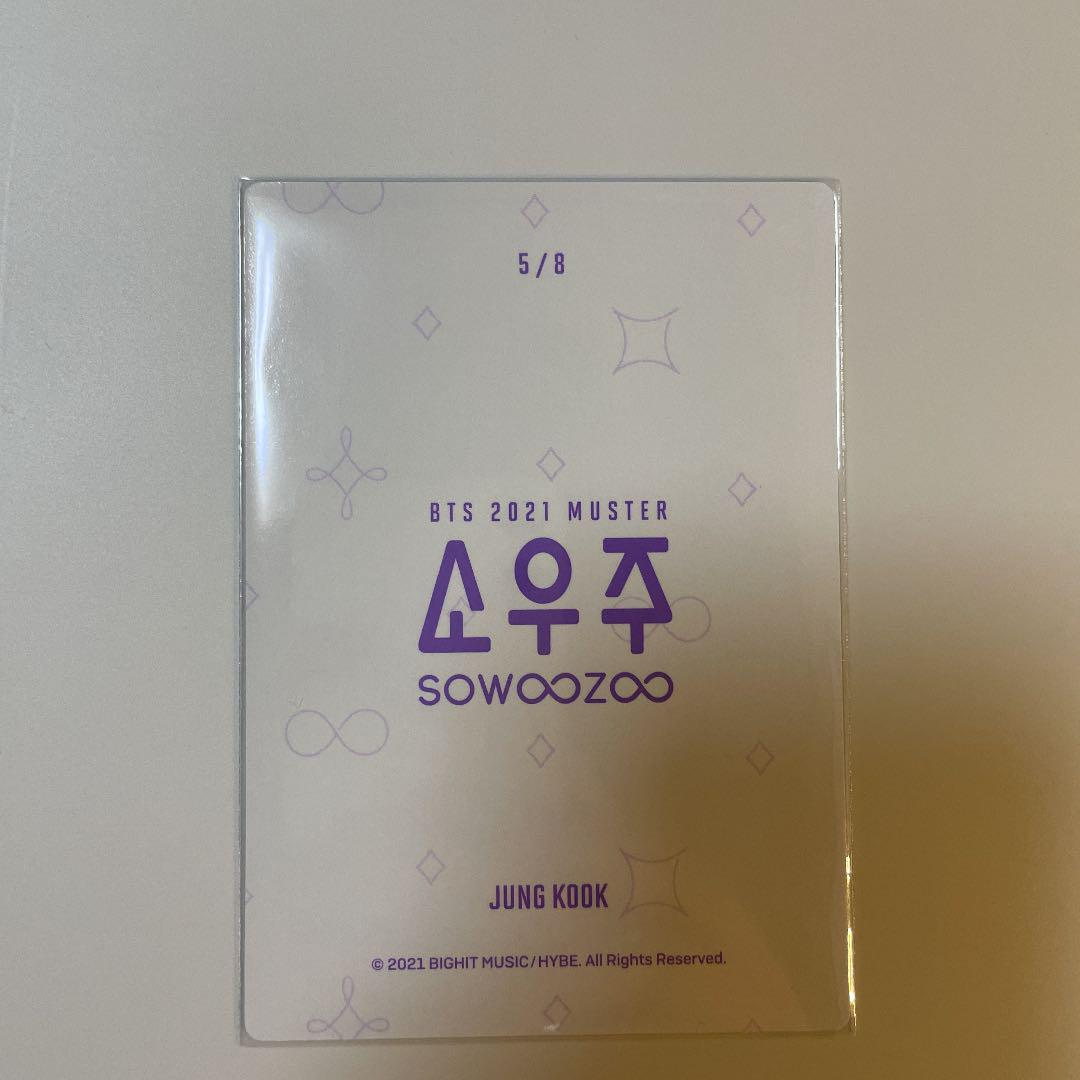 5/8
BTS 2021 MUSTER
소우주
SOWOOZOO
JUNG KOOK
© 2021 BIGHIT MUSIC/HYBE. All Rights Reserved.